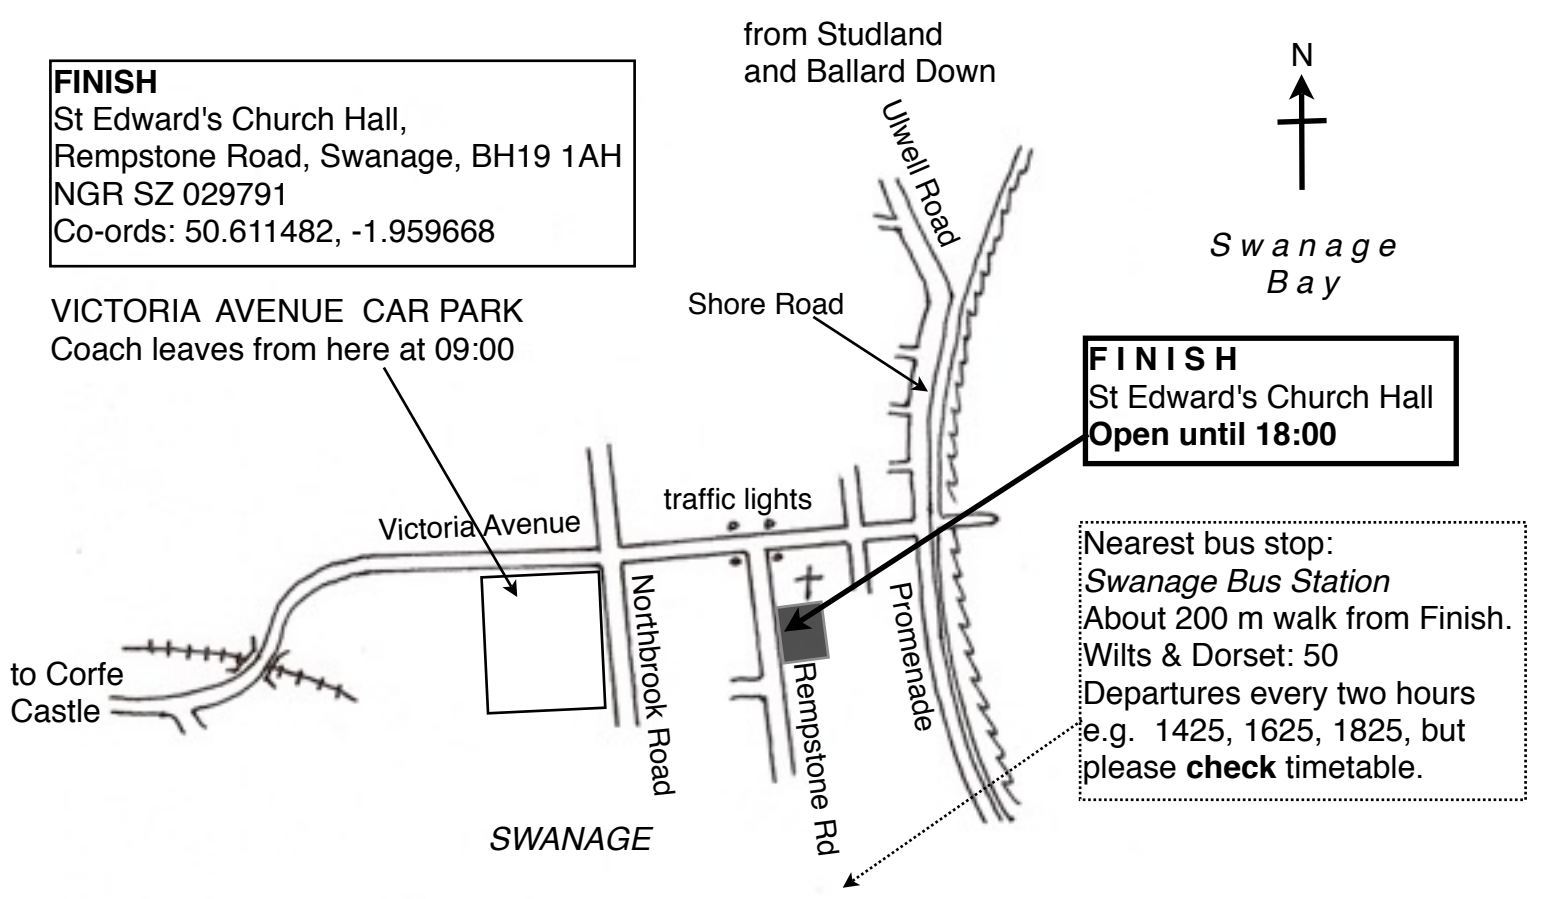 from Studland
and Ballard Down
N
FINISH
St Edward's Church Hall,
Rempstone Road, Swanage, BH19 1AH
NGR SZ 029791
Co-ords: 50.611482, -1.959668
Ulwell Road
Swanage
Bay
VICTORIA AVENUE CAR PARK
Coach leaves from here at 09:00
Shore Road
FINISH
St Edward's Church Hall
Open until 18:00
traffic lights
Victoria Avenue
Nearest bus stop:
Swanage Bus Station
About 200 m walk from Finish.
Wilts & Dorset: 50
Departures every two hours
e.g. 1425, 1625, 1825, but
please check timetable.
Northbrook Road
Promenade
Rempstone Rd
to Corfe
Castle
SWANAGE